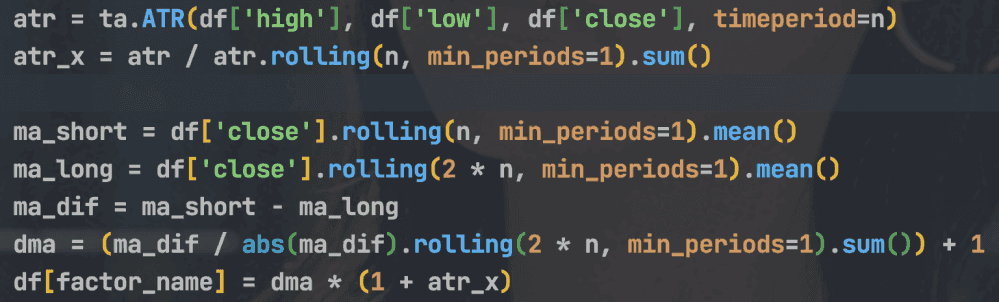 atr = ta.ATR(df['high'], df['low'], df['close'], timeperiod=n)
atr_x = atr / atr.rolling(n, min_periods=1).sum()
ma_short = df['close'].rolling(n, min_periods=1).mean()
ma_long = df['close'].rolling(2 * n, min_periods=1).mean()
ma_dif = ma_short - ma_long
dma = (ma_dif / abs(ma_dif).rolling(2 * n, min_periods=1).sum()) + 1
df[factor_name] = dma * (1 + atr_x)